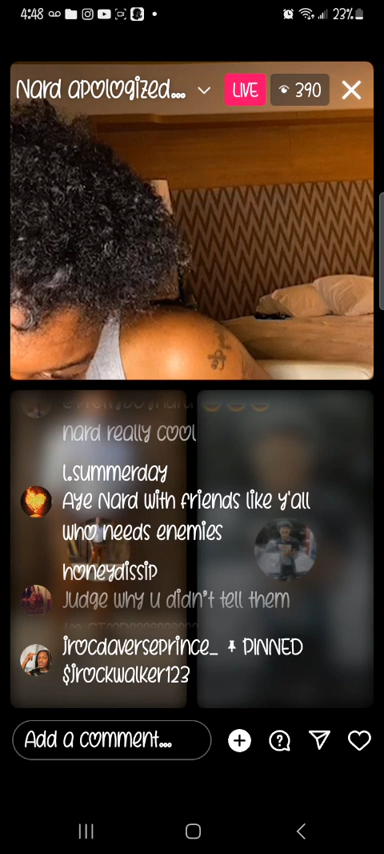 4:48
23%
Nard apologized...
LIVE
390
nard really cool
l.summerday
Aye Nard with friends like y'all
who needs enemies
honeydissip
Judge why u didn't tell them
jrocdaverseprince_ PINNED
$jrockwalker123
Add a comment...